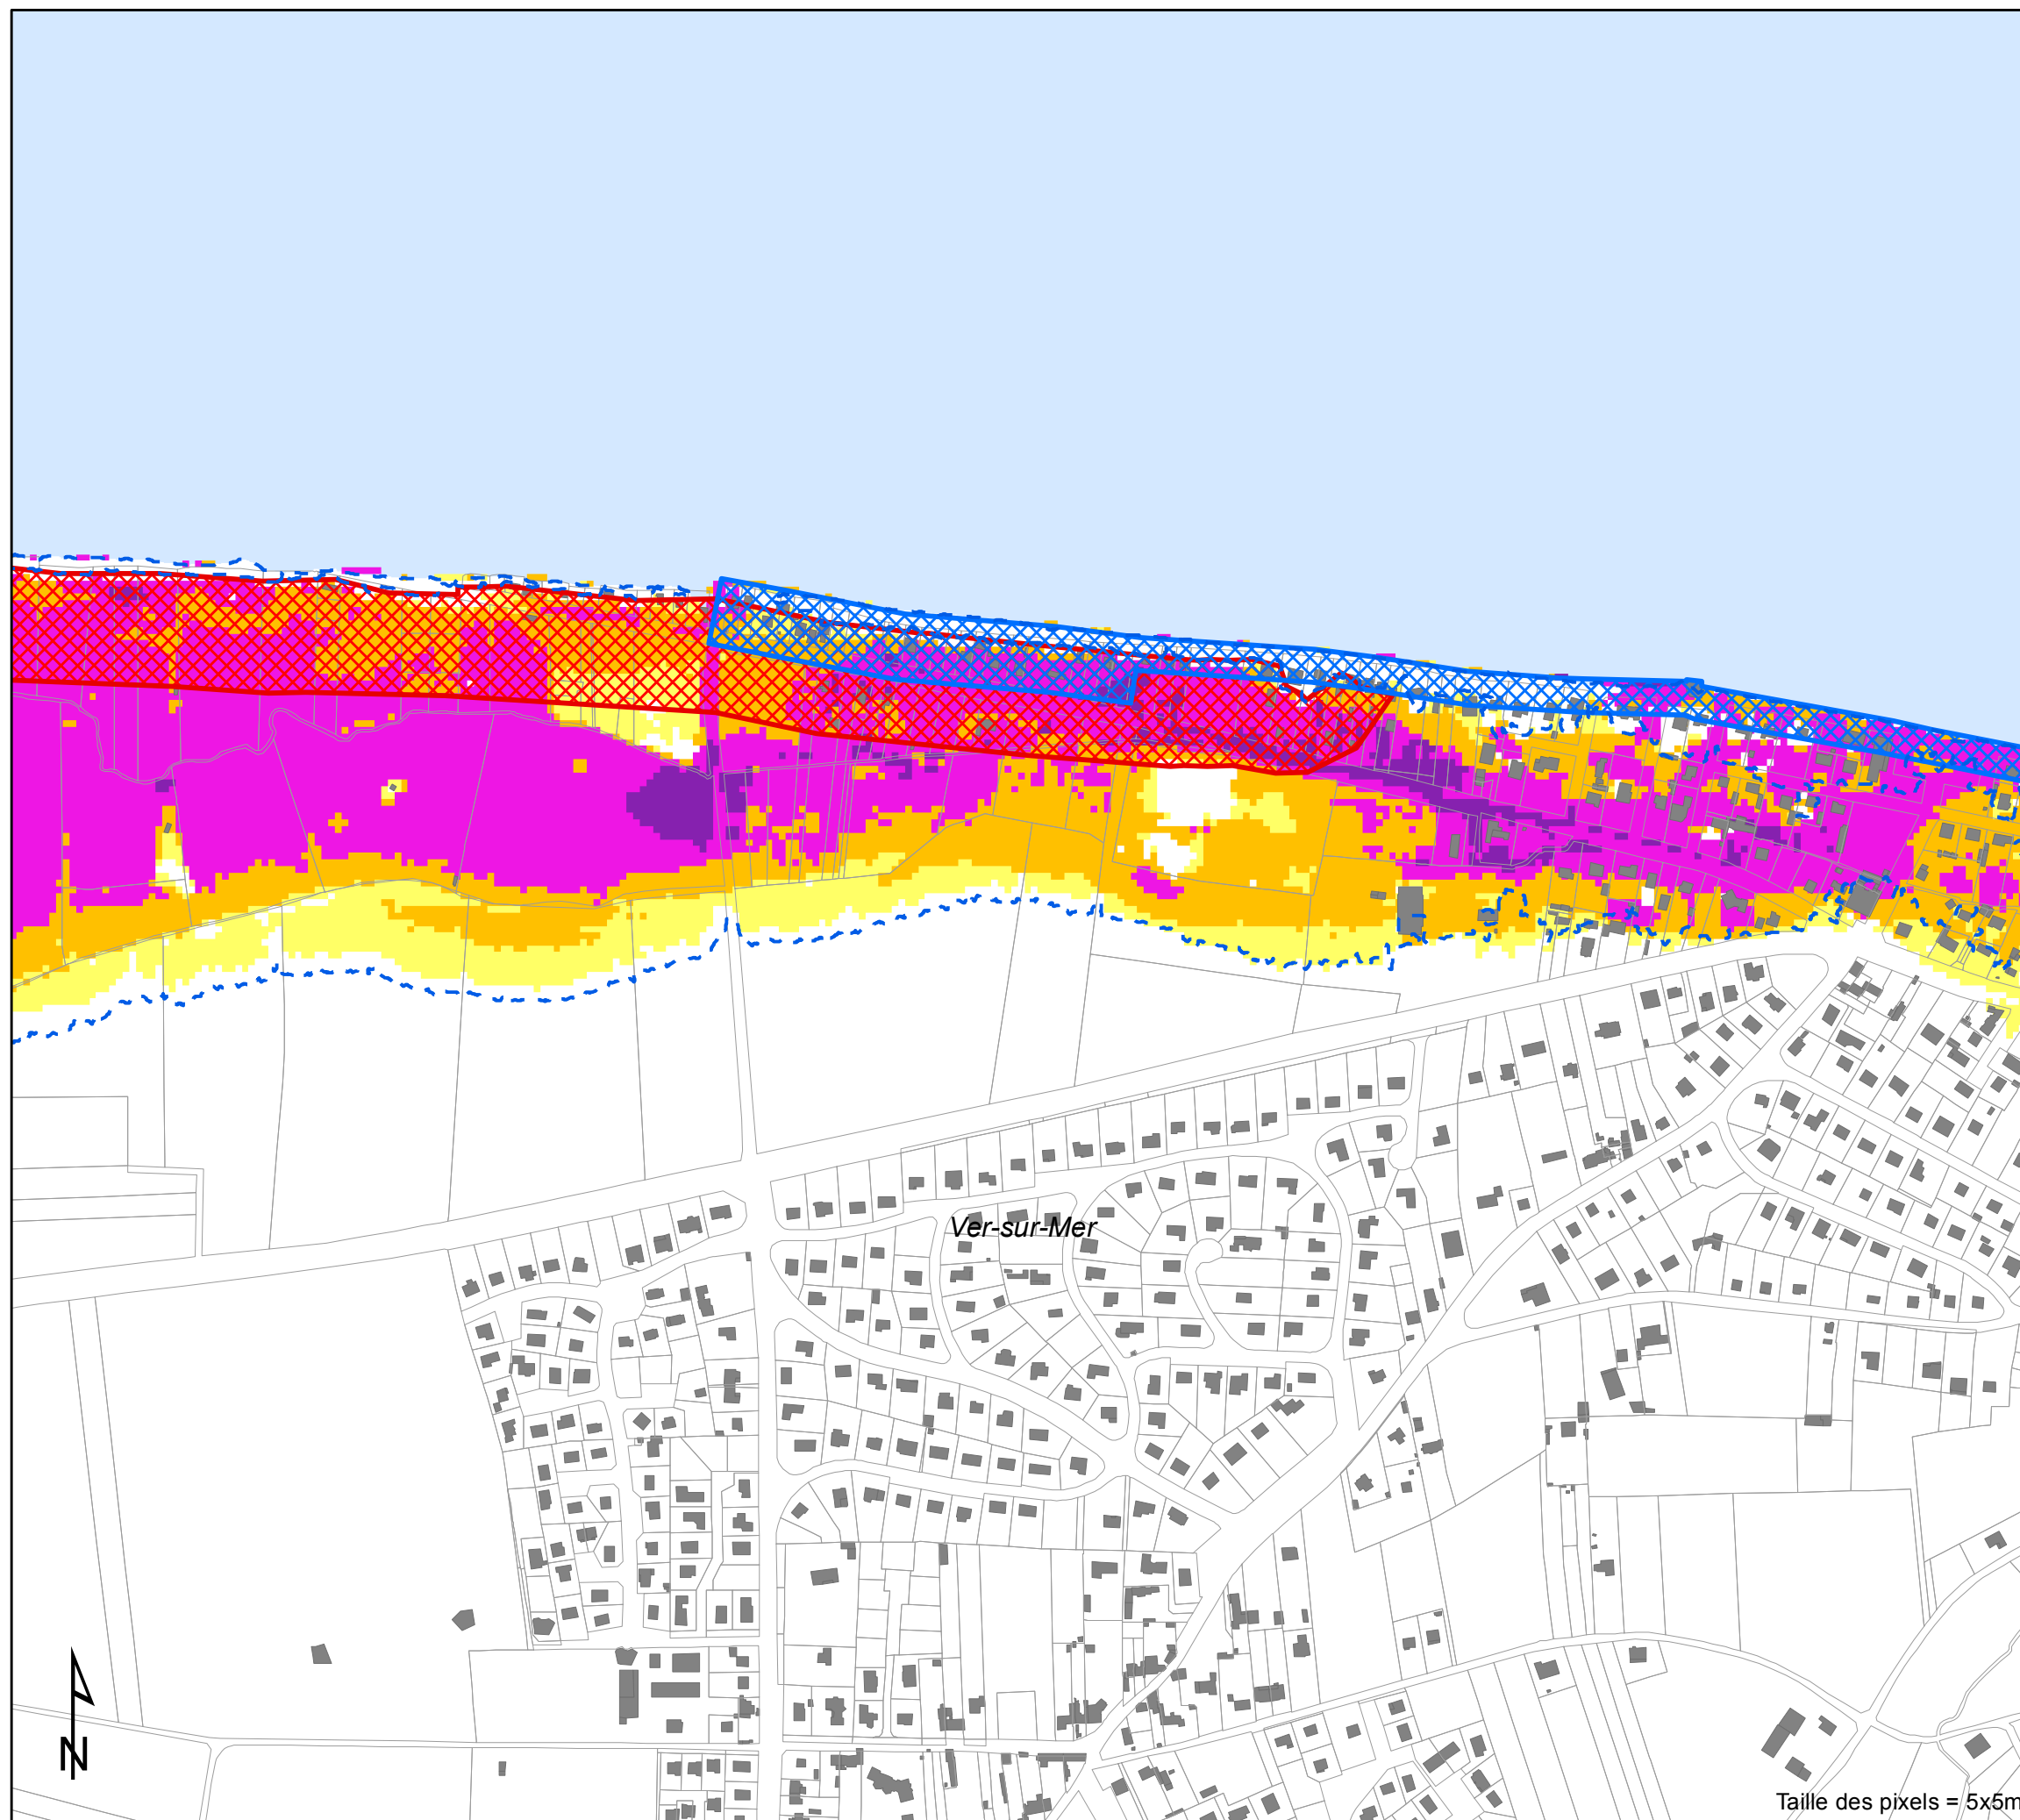 Ver-sur-Mer
N
Taille des pixels = 5x5m